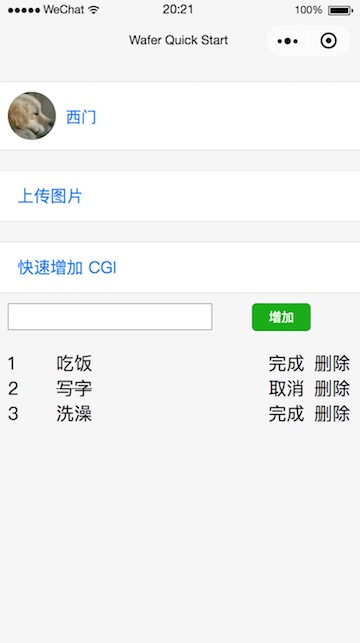 WeChat 20:21 100%
Wafer Quick Start
西门
上传图片
快速增加 CGI
增加
1 吃饭 完成 删除
2 写字 取消 删除
3 洗澡 完成 删除